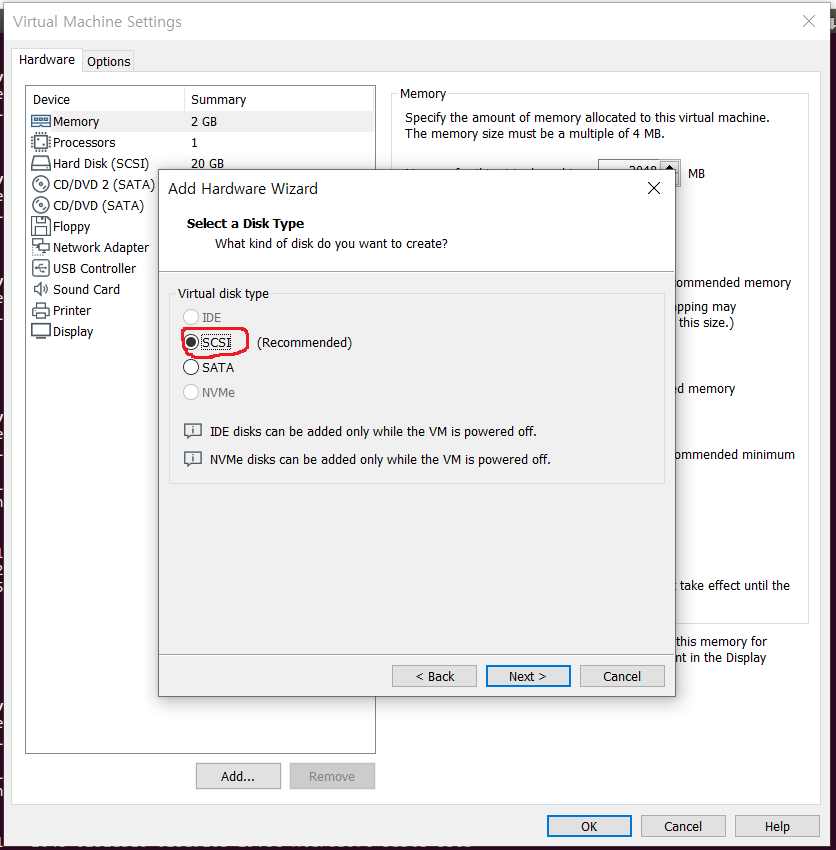 Virtual Machine Settings
Hardware
Options
Device Summary
Memory 2 GB
Processors 1
Hard Disk (SCSI) 20 GB
CD/DVD 2 (SATA)
CD/DVD (SATA)
Floppy
Network Adapter
USB Controller
Sound Card
Printer
Display
Add...
Remove
Memory
Specify the amount of memory allocated to this virtual machine.
The memory size must be a multiple of 4 MB.
MB
ommended memory
pping may
this size.)
d memory
ommended minimum
take effect until the
this memory for
nt in the Display
Add Hardware Wizard
Select a Disk Type
What kind of disk do you want to create?
Virtual disk type
IDE
SCSI (Recommended)
SATA
NVMe
IDE disks can be added only while the VM is powered off.
NVMe disks can be added only while the VM is powered off.
< Back
Next >
Cancel
OK
Cancel
Help